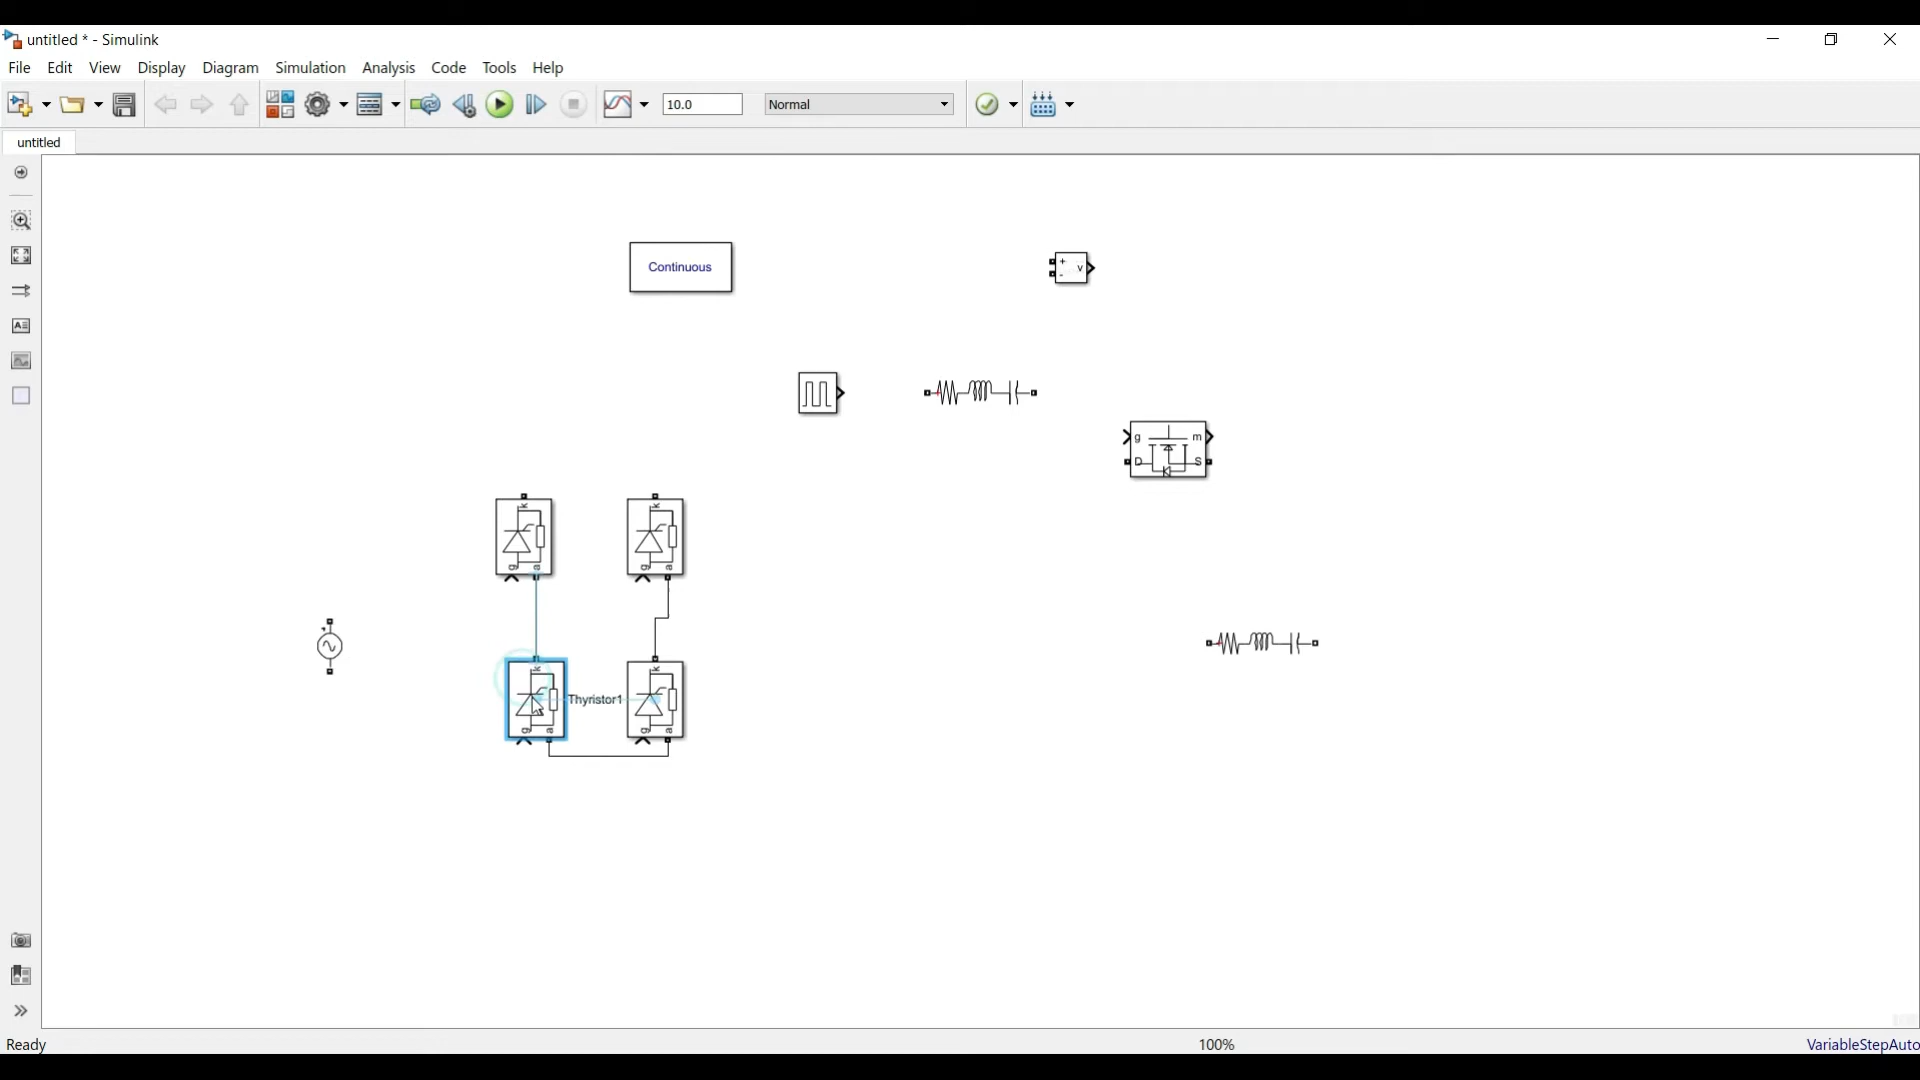 untitled * - Simulink
File Edit View Display Diagram Simulation Analysis Code Tools Help
10.0 Normal
untitled
Continuous
+ - v
g m
D S
k k
g a g a
k Thyristor1 k
g a g a
Ready 100% VariableStepAuto